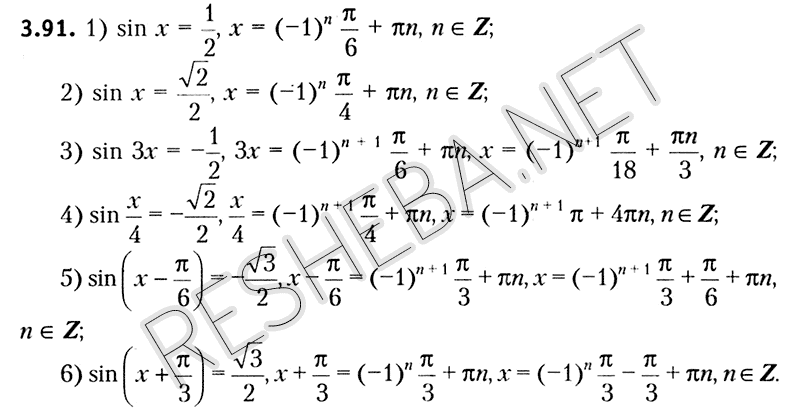 3.91. 1) sin x = 1/2, x = (−1)ⁿ π/6 + πn, n ∈ Z;
2) sin x = √2/2, x = (−1)ⁿ π/4 + πn, n ∈ Z;
3) sin 3x = −1/2, 3x = (−1)ⁿ⁺¹ π/6 + πn, x = (−1)ⁿ⁺¹ π/18 + πn/3, n ∈ Z;
4) sin x/4 = −√2/2, x/4 = (−1)ⁿ⁺¹ π/4 + πn, x = (−1)ⁿ⁺¹ π + 4πn, n ∈ Z;
5) sin(x − π/6) = −√3/2, x − π/6 = (−1)ⁿ⁺¹ π/3 + πn, x = (−1)ⁿ⁺¹ π/3 + π/6 + πn,
n ∈ Z;
6) sin(x + π/3) = √3/2, x + π/3 = (−1)ⁿ π/3 + πn, x = (−1)ⁿ π/3 − π/3 + πn, n ∈ Z.
RESHEBA.NET